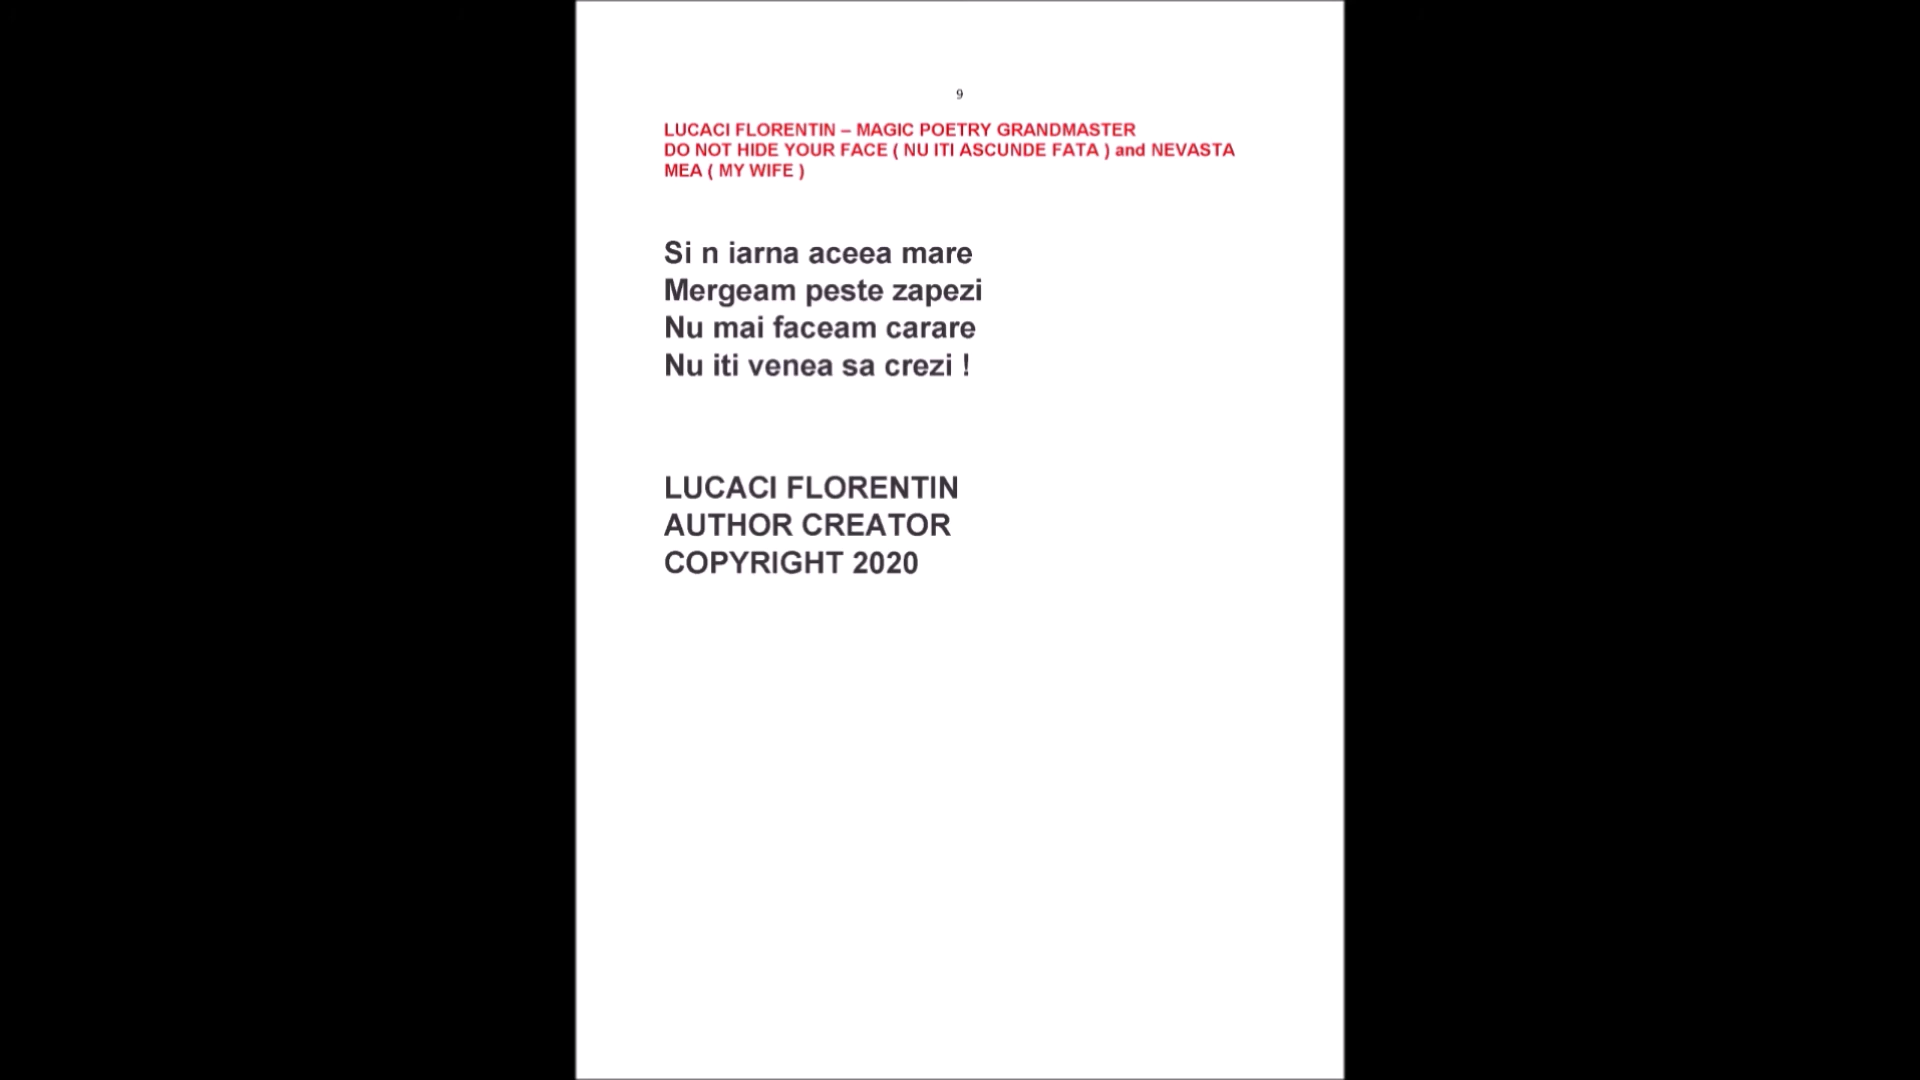 9
LUCACI FLORENTIN – MAGIC POETRY GRANDMASTER
DO NOT HIDE YOUR FACE ( NU ITI ASCUNDE FATA ) and NEVASTA
MEA ( MY WIFE )
Si n iarna aceea mare
Mergeam peste zapezi
Nu mai faceam carare
Nu iti venea sa crezi !
LUCACI FLORENTIN
AUTHOR CREATOR
COPYRIGHT 2020